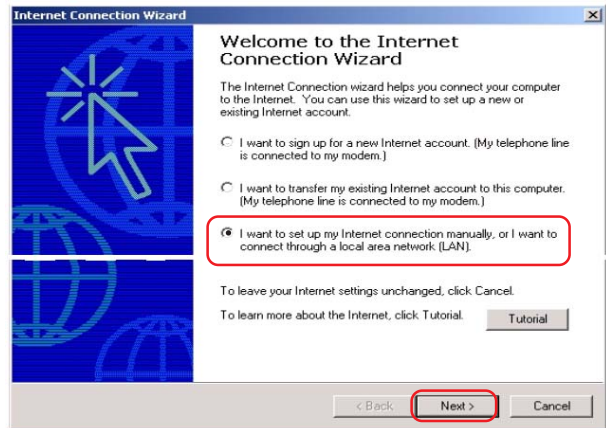 Internet Connection Wizard
Welcome to the Internet
Connection Wizard
The Internet Connection wizard helps you connect your computer
to the Internet. You can use this wizard to set up a new or
existing Internet account.
I want to sign up for a new Internet account. (My telephone line
is connected to my modem.)
I want to transfer my existing Internet account to this computer.
(My telephone line is connected to my modem.)
I want to set up my Internet connection manually, or I want to
connect through a local area network (LAN).
To leave your Internet settings unchanged, click Cancel.
To learn more about the Internet, click Tutorial.
Tutorial
< Back
Next >
Cancel